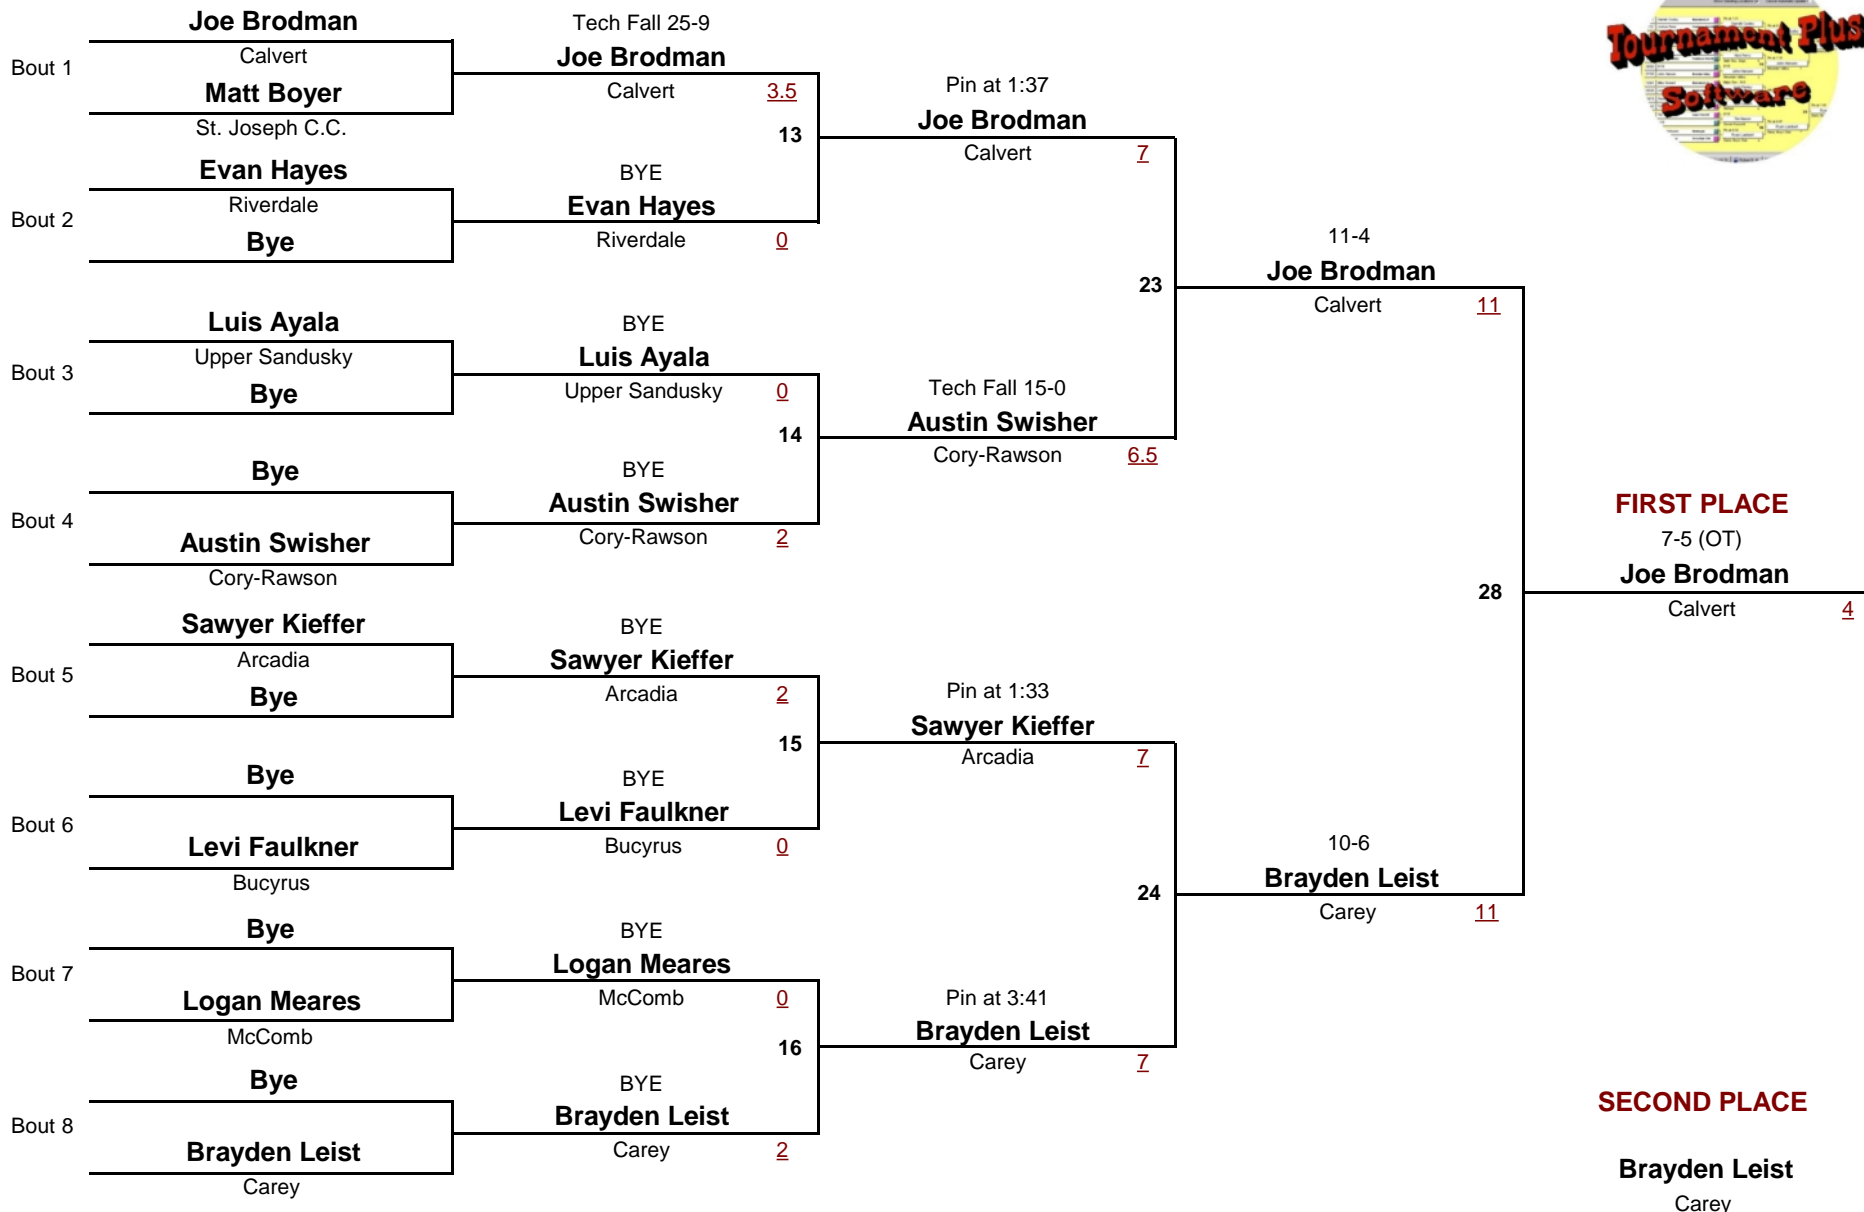 Joe Brodman
Calvert
Bout 1
Matt Boyer
St. Joseph C.C.
Evan Hayes
Riverdale
Bout 2
Bye
Luis Ayala
Upper Sandusky
Bout 3
Bye
Bye
Bout 4
Austin Swisher
Cory-Rawson
Sawyer Kieffer
Arcadia
Bout 5
Bye
Bye
Bout 6
Levi Faulkner
Bucyrus
Bye
Bout 7
Logan Meares
McComb
Bye
Bout 8
Brayden Leist
Carey
Tech Fall 25-9
Joe Brodman
Calvert 3.5
13
BYE
Evan Hayes
Riverdale 0
BYE
Luis Ayala
Upper Sandusky 0
14
BYE
Austin Swisher
Cory-Rawson 2
BYE
Sawyer Kieffer
Arcadia 2
15
BYE
Levi Faulkner
Bucyrus 0
BYE
Logan Meares
McComb 0
16
BYE
Brayden Leist
Carey 2
Pin at 1:37
Joe Brodman
Calvert 7
23
Tech Fall 15-0
Austin Swisher
Cory-Rawson 6.5
Pin at 1:33
Sawyer Kieffer
Arcadia 7
24
Pin at 3:41
Brayden Leist
Carey 7
11-4
Joe Brodman
Calvert 11
28
10-6
Brayden Leist
Carey 11
Tournament Plus
Software
FIRST PLACE
7-5 (OT)
Joe Brodman
Calvert 4
SECOND PLACE
Brayden Leist
Carey